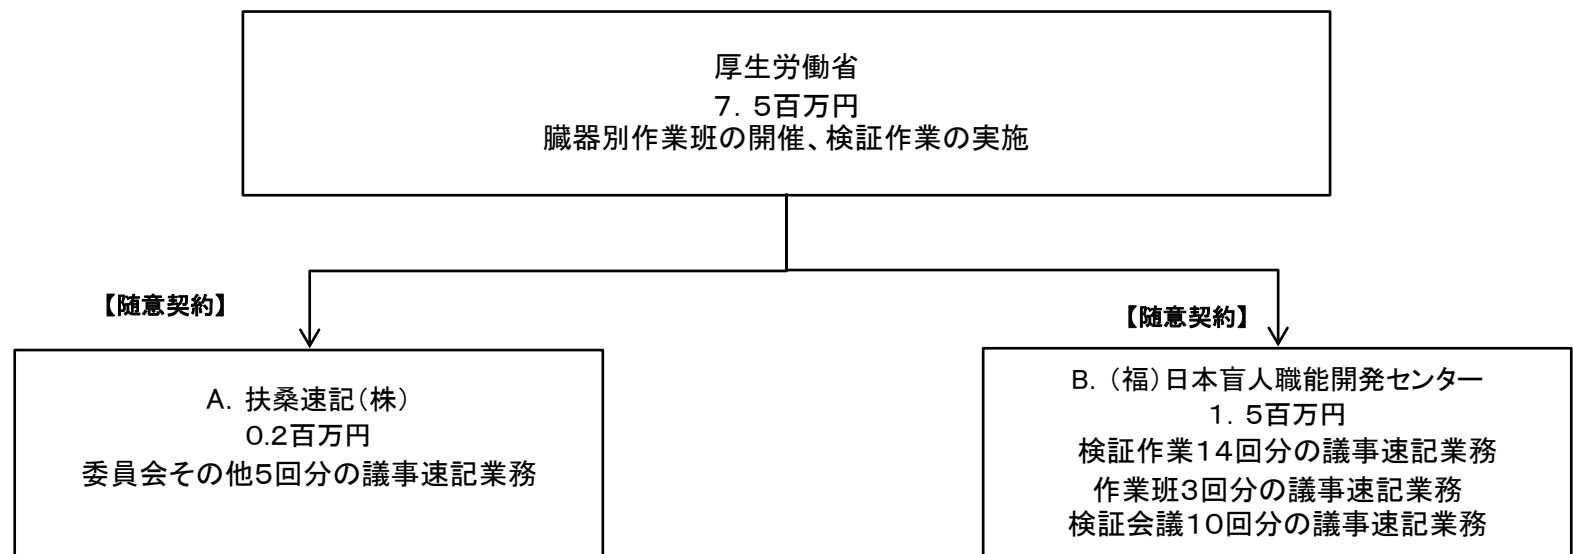 厚生労働省
7．5百万円
臓器別作業班の開催、検証作業の実施
【随意契約】
【随意契約】
A．扶桑速記（株）
0.2百万円
委員会その他5回分の議事速記業務
B．（福）日本盲人職能開発センター
1．5百万円
検証作業14回分の議事速記業務
作業班3回分の議事速記業務
検証会議10回分の議事速記業務